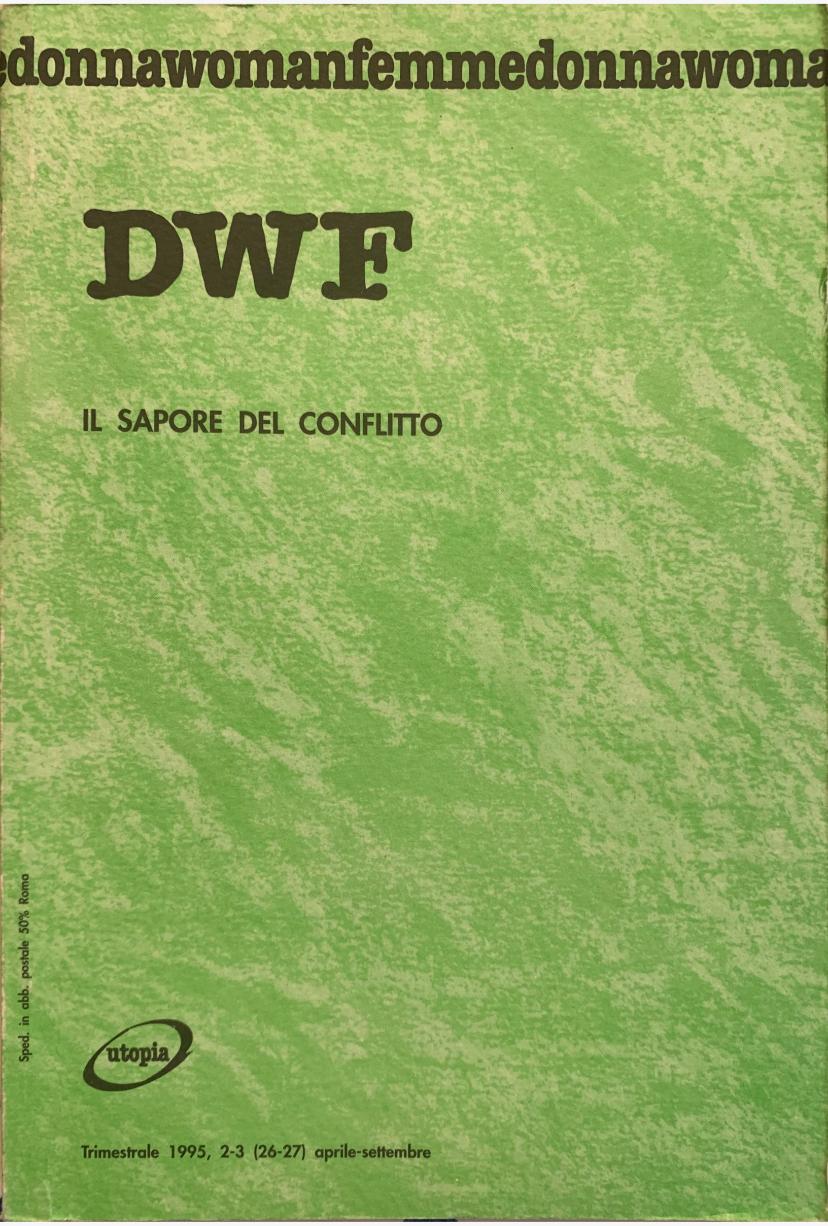 edonnawomanfemmedonnawoma
DWF
IL SAPORE DEL CONFLITTO
Sped. in abb. postale 50% Roma
utopia
Trimestrale 1995, 2-3 (26-27) aprile-settembre